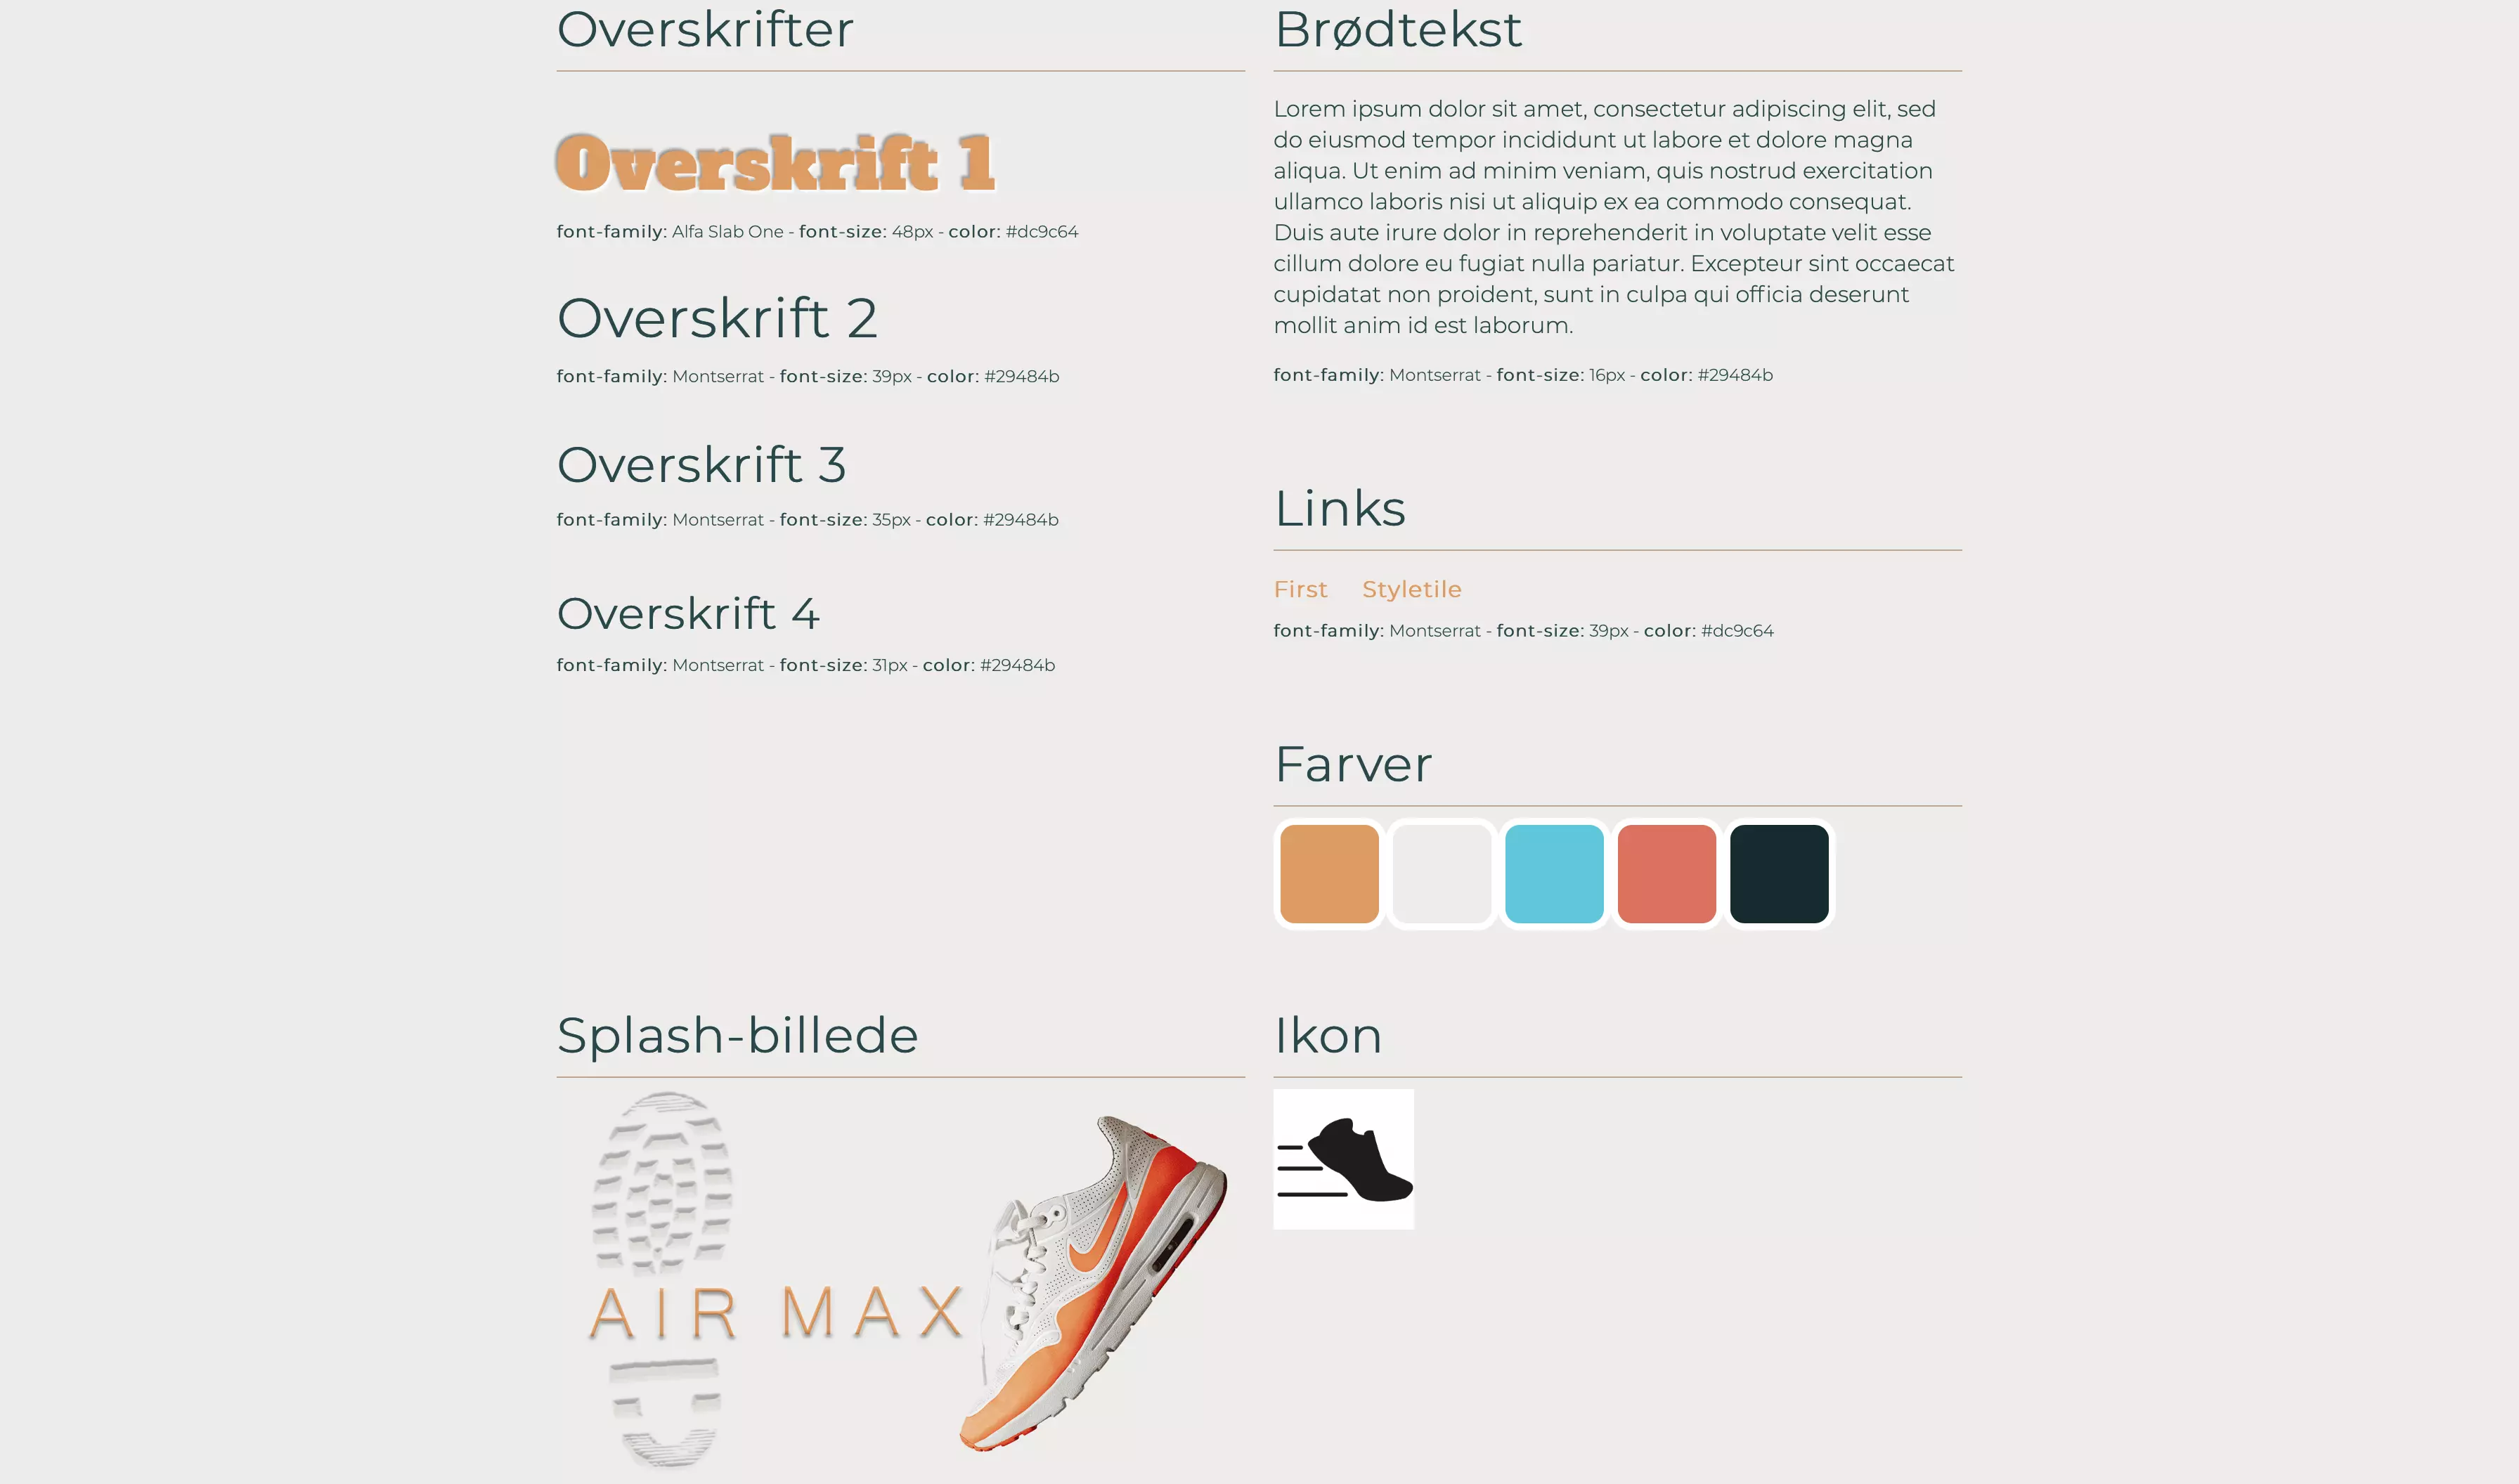 Overskrifter
Overskrift 1
font-family: Alfa Slab One - font-size: 48px - color: #dc9c64
Overskrift 2
font-family: Montserrat - font-size: 39px - color: #29484b
Overskrift 3
font-family: Montserrat - font-size: 35px - color: #29484b
Overskrift 4
font-family: Montserrat - font-size: 31px - color: #29484b
Brødtekst
Lorem ipsum dolor sit amet, consectetur adipiscing elit, sed
do eiusmod tempor incididunt ut labore et dolore magna
aliqua. Ut enim ad minim veniam, quis nostrud exercitation
ullamco laboris nisi ut aliquip ex ea commodo consequat.
Duis aute irure dolor in reprehenderit in voluptate velit esse
cillum dolore eu fugiat nulla pariatur. Excepteur sint occaecat
cupidatat non proident, sunt in culpa qui officia deserunt
mollit anim id est laborum.
font-family: Montserrat - font-size: 16px - color: #29484b
Links
First Styletile
font-family: Montserrat - font-size: 39px - color: #dc9c64
Farver
Splash-billede
AIR MAX
Ikon